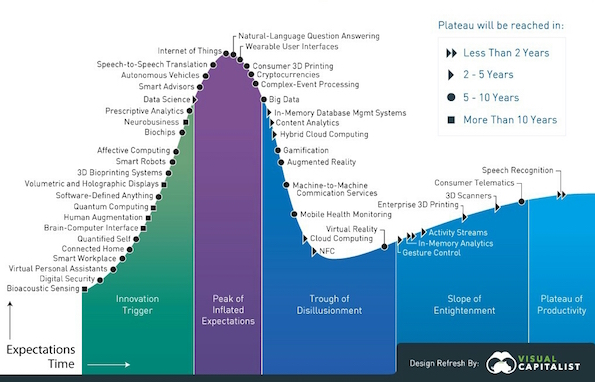 Plateau will be reached in:
Less Than 2 Years
2 - 5 Years
5 - 10 Years
More Than 10 Years
Natural-Language Question Answering
Internet of Things
Wearable User Interfaces
Speech-to-Speech Translation
Consumer 3D Printing
Autonomous Vehicles
Cryptocurrencies
Smart Advisors
Complex-Event Processing
Data Science
Big Data
Prescriptive Analytics
In-Memory Database Mgmt Systems
Neurobusiness
Content Analytics
Biochips
Hybrid Cloud Computing
Affective Computing
Gamification
Smart Robots
Augmented Reality
3D Bioprinting Systems
Volumetric and Holographic Displays
Machine-to-Machine
Commication Services
Software-Defined Anything
Quantum Computing
Human Augmentation
Mobile Health Monitoring
Brain-Computer Interface
Quantified Self
Connected Home
Smart Workplace
Virtual Personal Assistants
Digital Security
Bioacoustic Sensing
Virtual Reality
Cloud Computing
NFC
Speech Recognition
Consumer Telematics
3D Scanners
Enterprise 3D Printing
Activity Streams
In-Memory Analytics
Gesture Control
Innovation
Trigger
Peak of
Inflated
Expectations
Trough of
Disillusionment
Slope of
Enlightenment
Plateau of
Productivity
Expectations
Time
Design Refresh By:
VISUAL
CAPITALIST